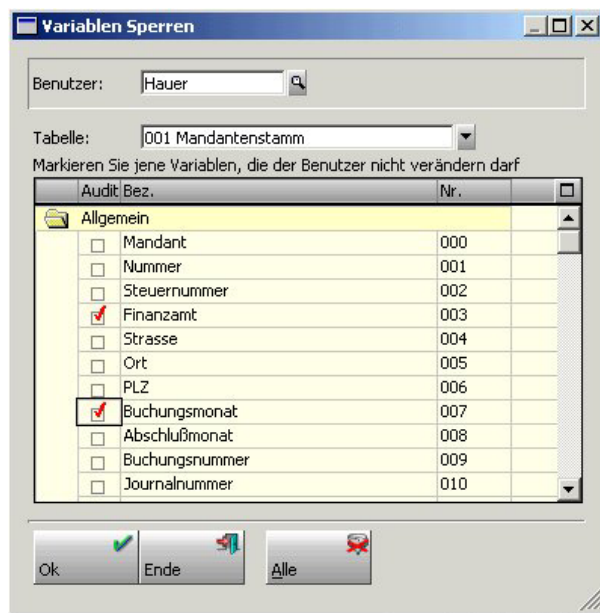 Variablen Sperren
Benutzer: Hauer
Tabelle: 001 Mandantenstamm
Markieren Sie jene Variablen, die der Benutzer nicht verändern darf
Audit Bez. Nr.
Allgemein
Mandant 000
Nummer 001
Steuernummer 002
Finanzamt 003
Strasse 004
Ort 005
PLZ 006
Buchungsmonat 007
Abschlußmonat 008
Buchungsnummer 009
Journalnummer 010
Ok Ende Alle